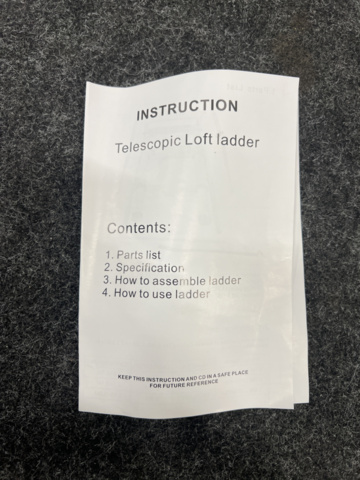 INSTRUCTION
Telescopic Loft ladder
Contents:
1. Parts list
2. Specification
3. How to assemble ladder
4. How to use ladder
KEEP THIS INSTRUCTION AND CD IN A SAFE PLACE
FOR FUTURE REFERENCE